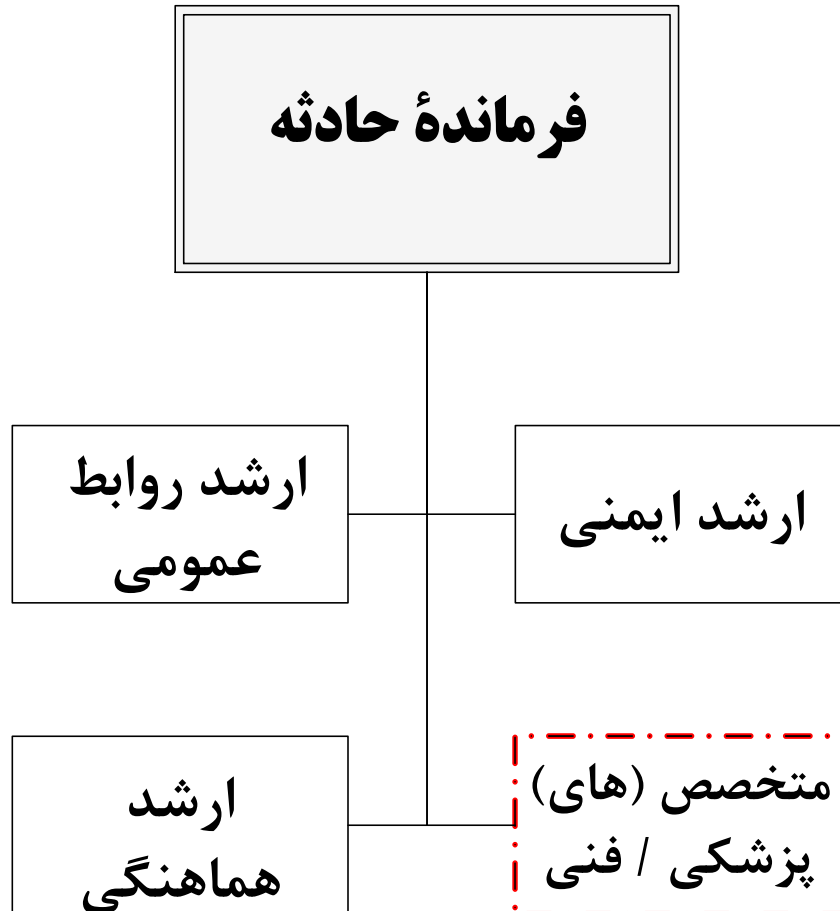 فرماندهٔ حادثه
ارشد ایمنی
ارشد روابط
عمومی
متخصص (های)
پزشکی / فنی
ارشد
هماهنگی